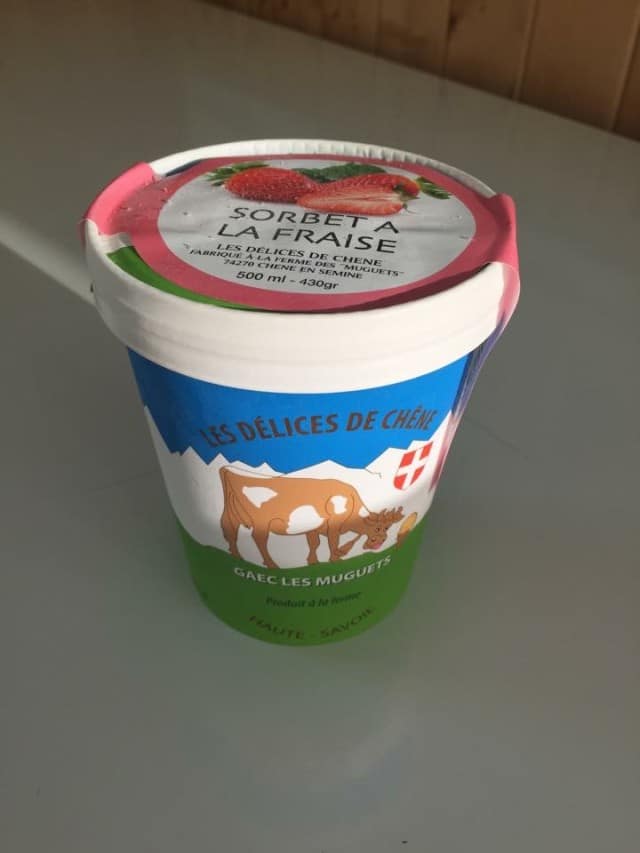 SORBET A
LA FRAISE
LES DÉLICES DE CHENE
FABRIQUÉ A LA FERME DES "MUGUETS"
74270 CHENE EN SEMINE
500 ml - 430gr
LES DÉLICES DE CHÊNE
GAEC LES MUGUETS
Produit à la ferme
HAUTE - SAVOIE